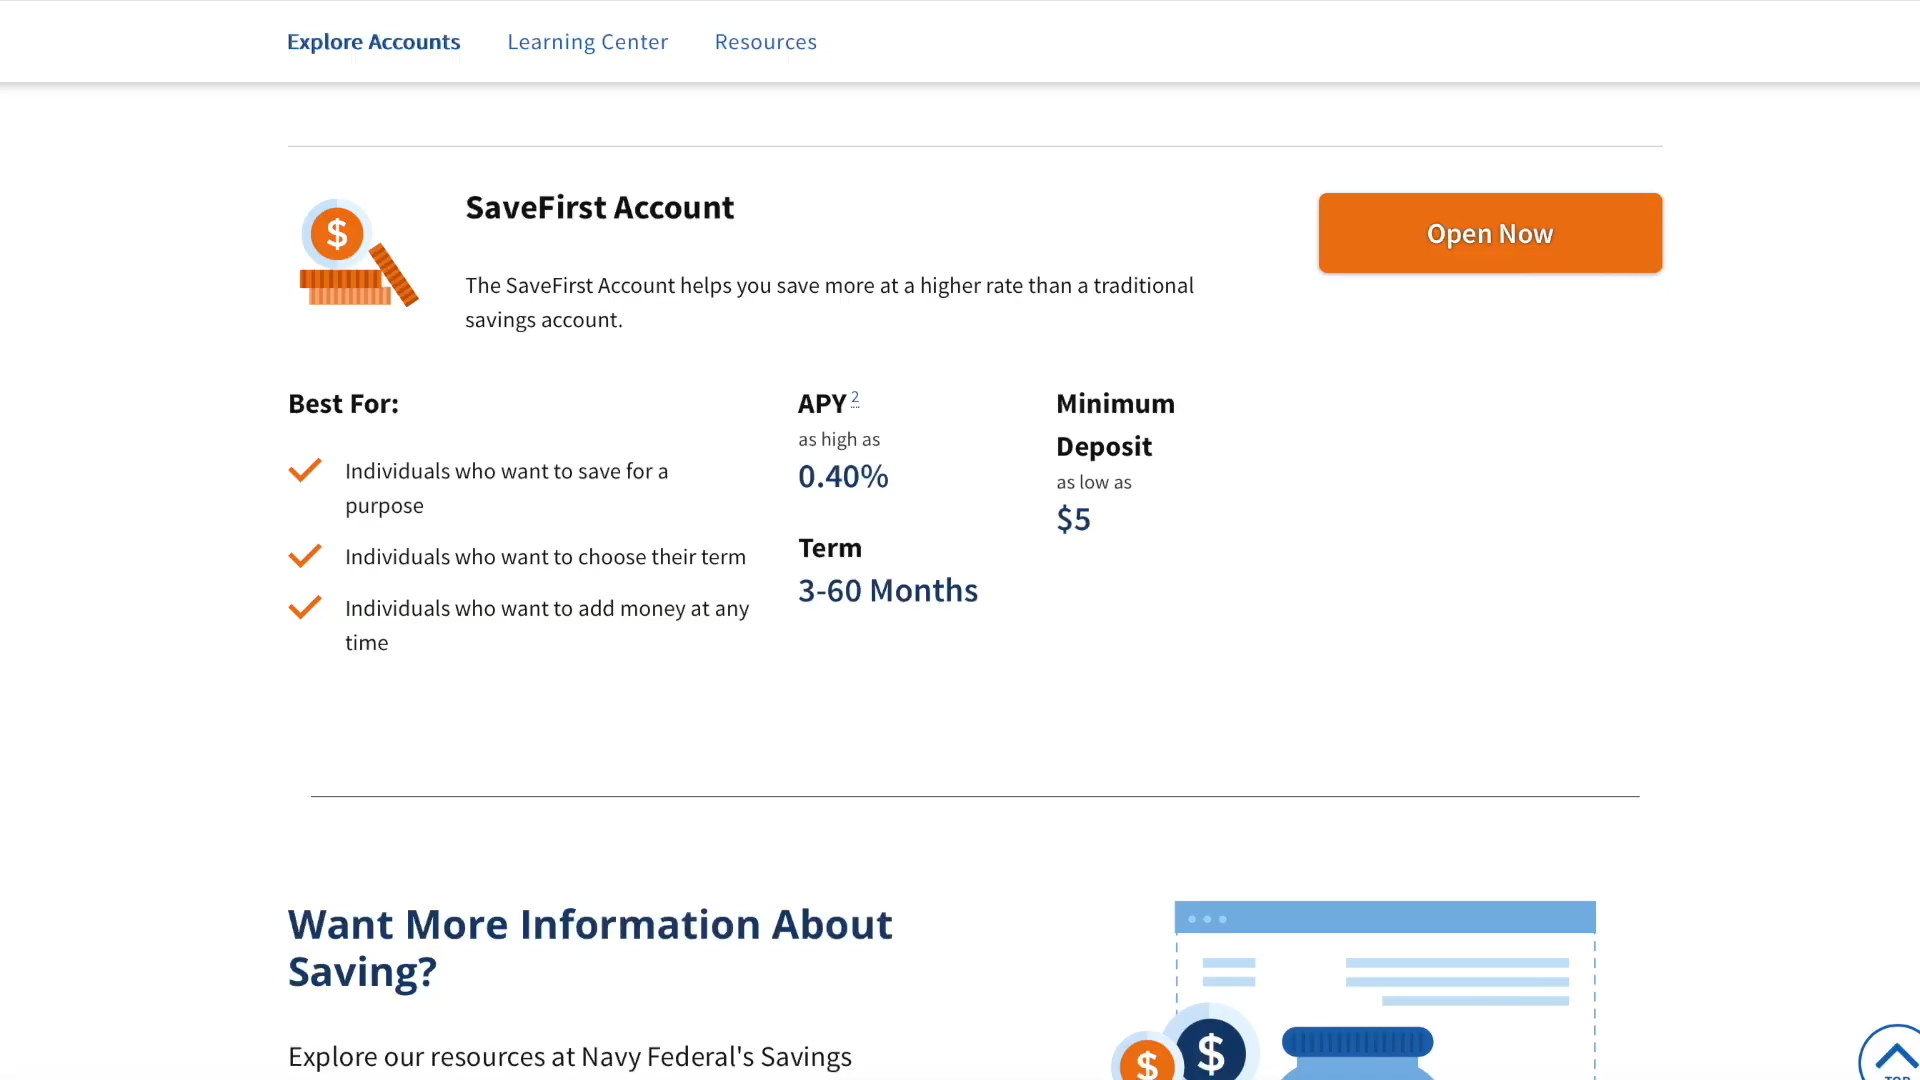 Explore Accounts
Learning Center
Resources
$
SaveFirst Account
Open Now
The SaveFirst Account helps you save more at a higher rate than a traditional
savings account.
Best For:
Individuals who want to save for a
purpose
Individuals who want to choose their term
Individuals who want to add money at any
time
APY 2
as high as
0.40%
Term
3-60 Months
Minimum
Deposit
as low as
$5
Want More Information About
Saving?
Explore our resources at Navy Federal's Savings
$
$
TOP